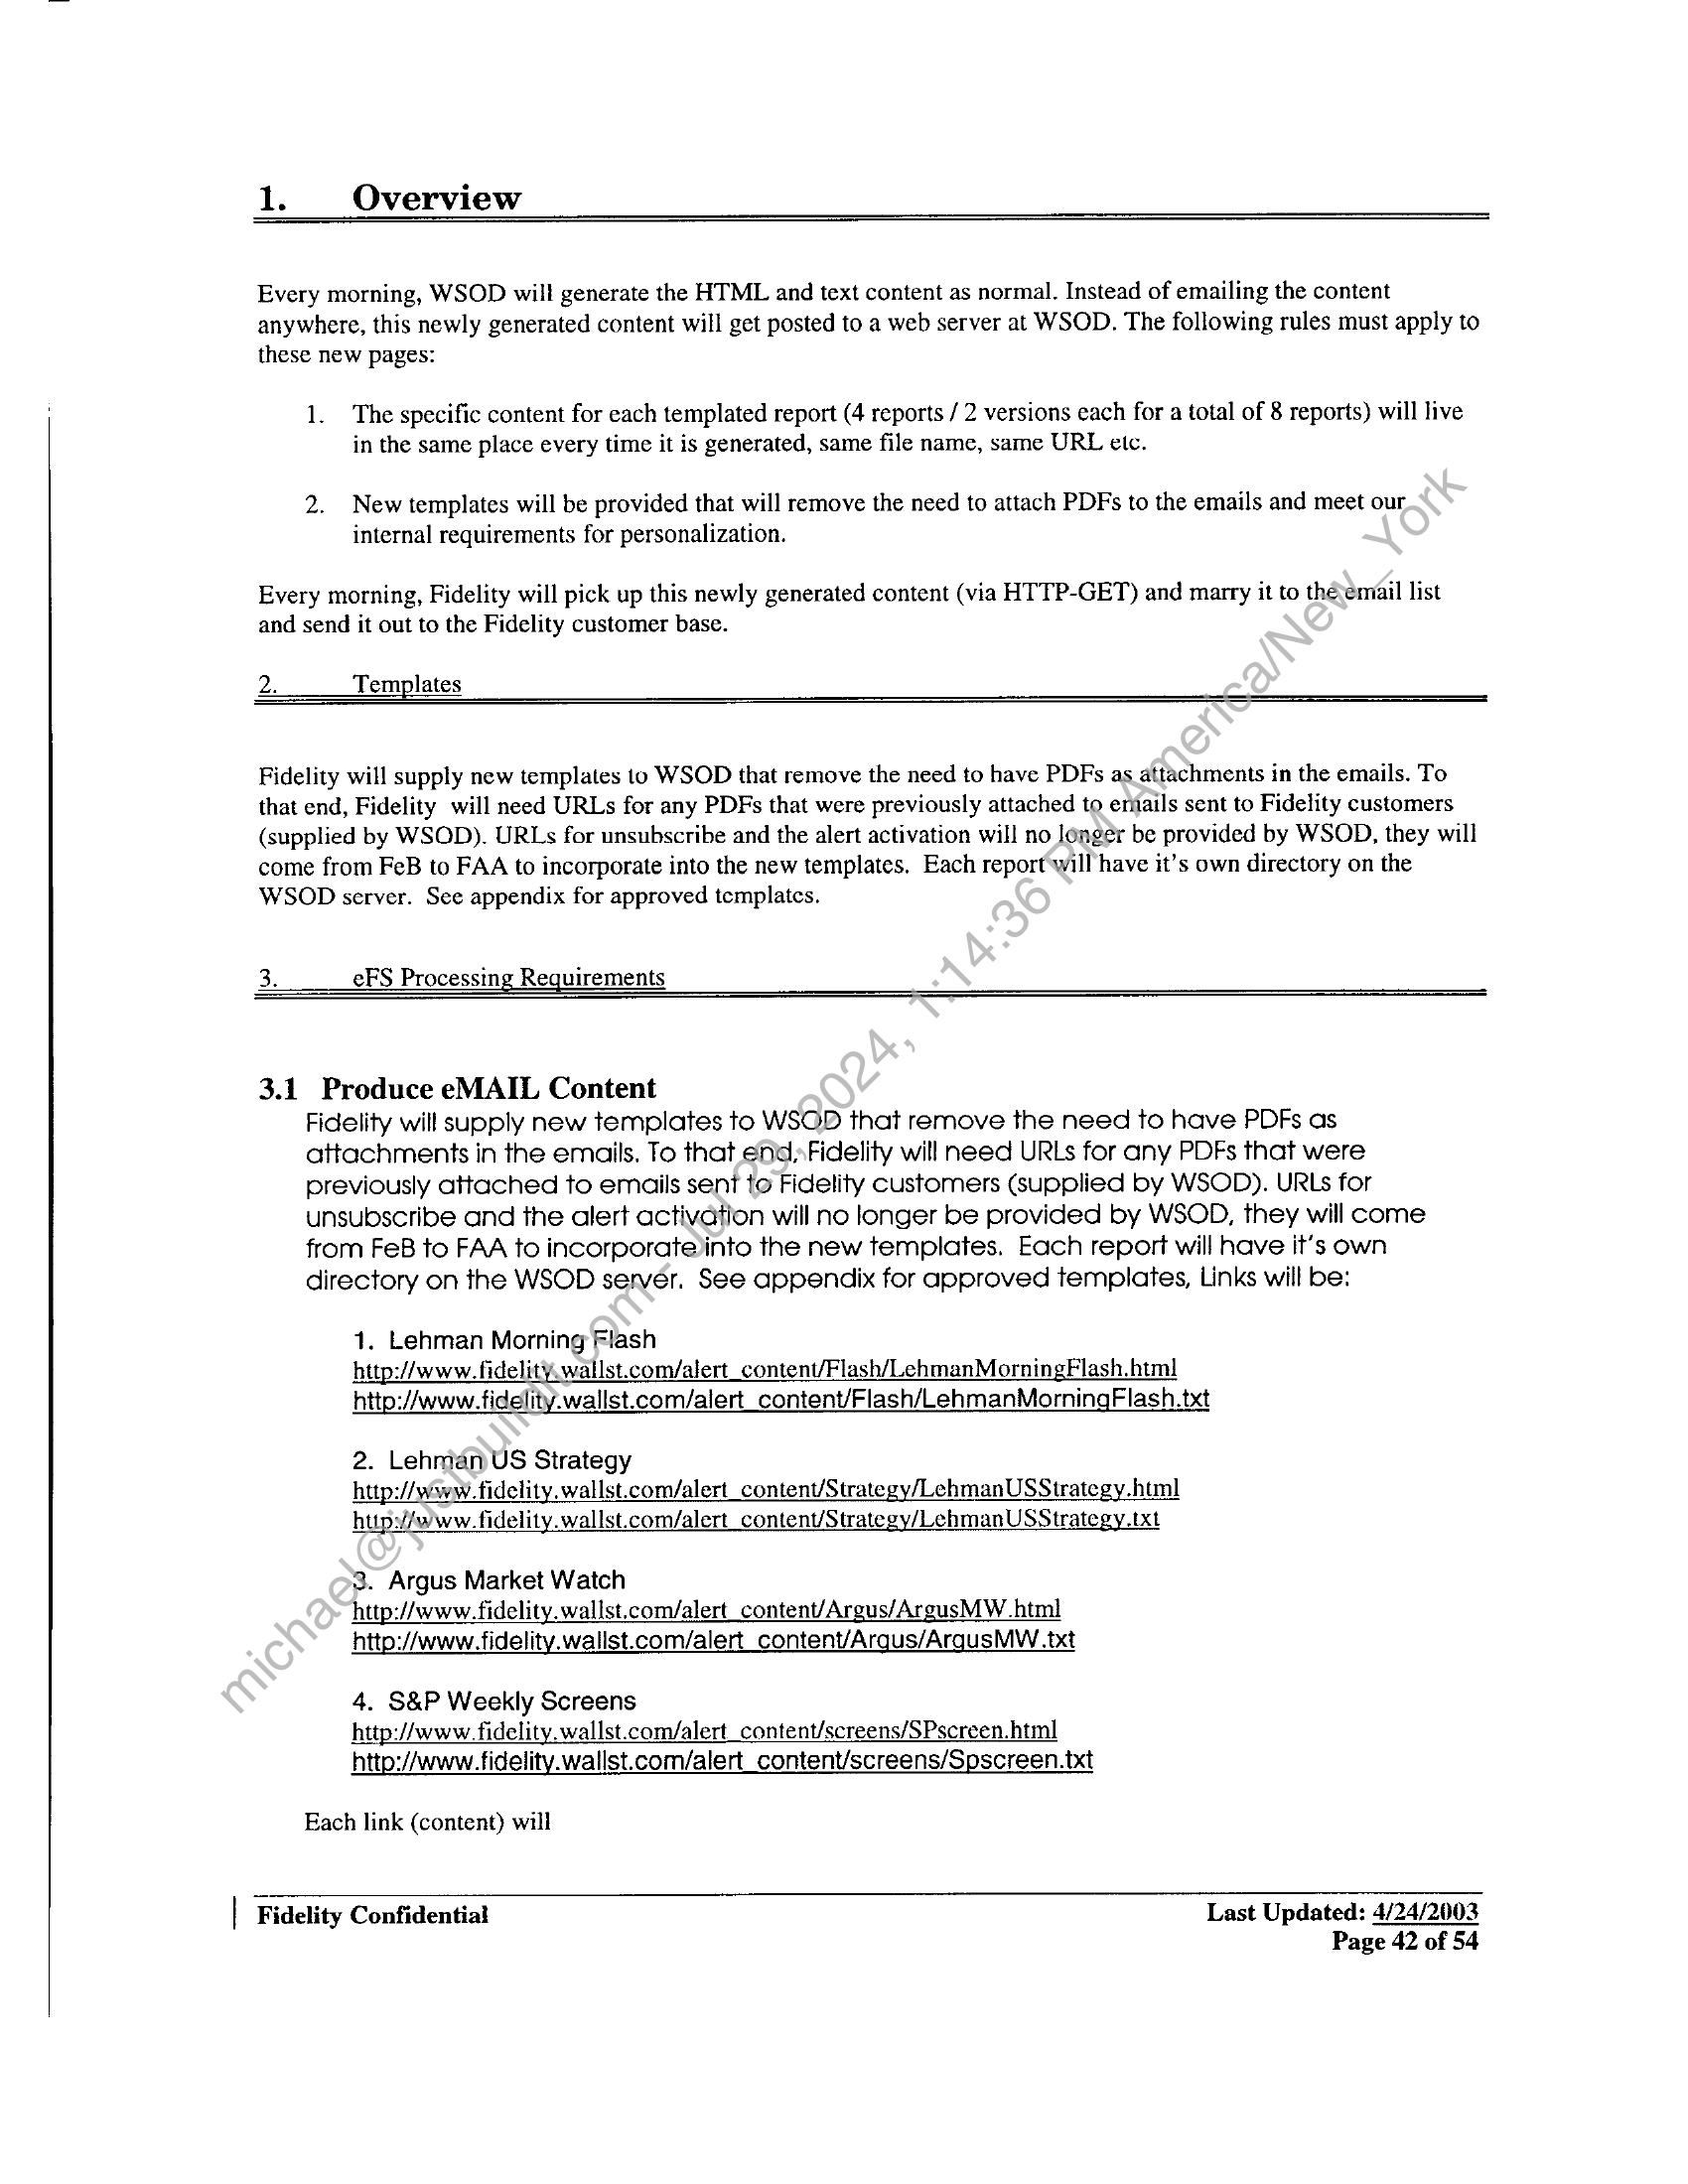 1. Overview
Every morning, WSOD will generate the HTML and text content as normal. Instead of emailing the content
anywhere, this newly generated content will get posted to a web server at WSOD. The following rules must apply to
these new pages:
1. The specific content for each templated report (4 reports / 2 versions each for a total of 8 reports) will live
in the same place every time it is generated, same file name, same URL etc.
2. New templates will be provided that will remove the need to attach PDFs to the emails and meet our
internal requirements for personalization.
Every morning, Fidelity will pick up this newly generated content (via HTTP-GET) and marry it to the email list
and send it out to the Fidelity customer base.
2. Templates
Fidelity will supply new templates to WSOD that remove the need to have PDFs as attachments in the emails. To
that end, Fidelity will need URLs for any PDFs that were previously attached to emails sent to Fidelity customers
(supplied by WSOD). URLs for unsubscribe and the alert activation will no longer be provided by WSOD, they will
come from FeB to FAA to incorporate into the new templates. Each report will have it's own directory on the
WSOD server. See appendix for approved templates.
3. eFS Processing Requirements
3.1 Produce eMAIL Content
Fidelity will supply new templates to WSOD that remove the need to have PDFs as
attachments in the emails. To that end, Fidelity will need URLs for any PDFs that were
previously attached to emails sent to Fidelity customers (supplied by WSOD). URLs for
unsubscribe and the alert activation will no longer be provided by WSOD, they will come
from FeB to FAA to incorporate into the new templates. Each report will have it's own
directory on the WSOD server. See appendix for approved templates, Links will be:
1. Lehman Morning Flash
http://www.fidelity.wallst.com/alert_content/Flash/LehmanMorningFlash.html
http://www.fidelity.wallst.com/alert_content/Flash/LehmanMorningFlash.txt
2. Lehman US Strategy
http://www.fidelity.wallst.com/alert_content/Strategy/LehmanUSStrategy.html
http://www.fidelity.wallst.com/alert_content/Strategy/LehmanUSStrategy.txt
3. Argus Market Watch
http://www.fidelity.wallst.com/alert_content/Argus/ArgusMW.html
http://www.fidelity.wallst.com/alert_content/Argus/ArgusMW.txt
4. S&P Weekly Screens
http://www.fidelity.wallst.com/alert_content/screens/SPscreen.html
http://www.fidelity.wallst.com/alert_content/screens/Spscreen.txt
Each link (content) will
Fidelity Confidential
Last Updated: 4/24/2003
Page 42 of 54
michael@justbuildit.com - Jul 29, 2024, 1:14:36 PM America/New_York